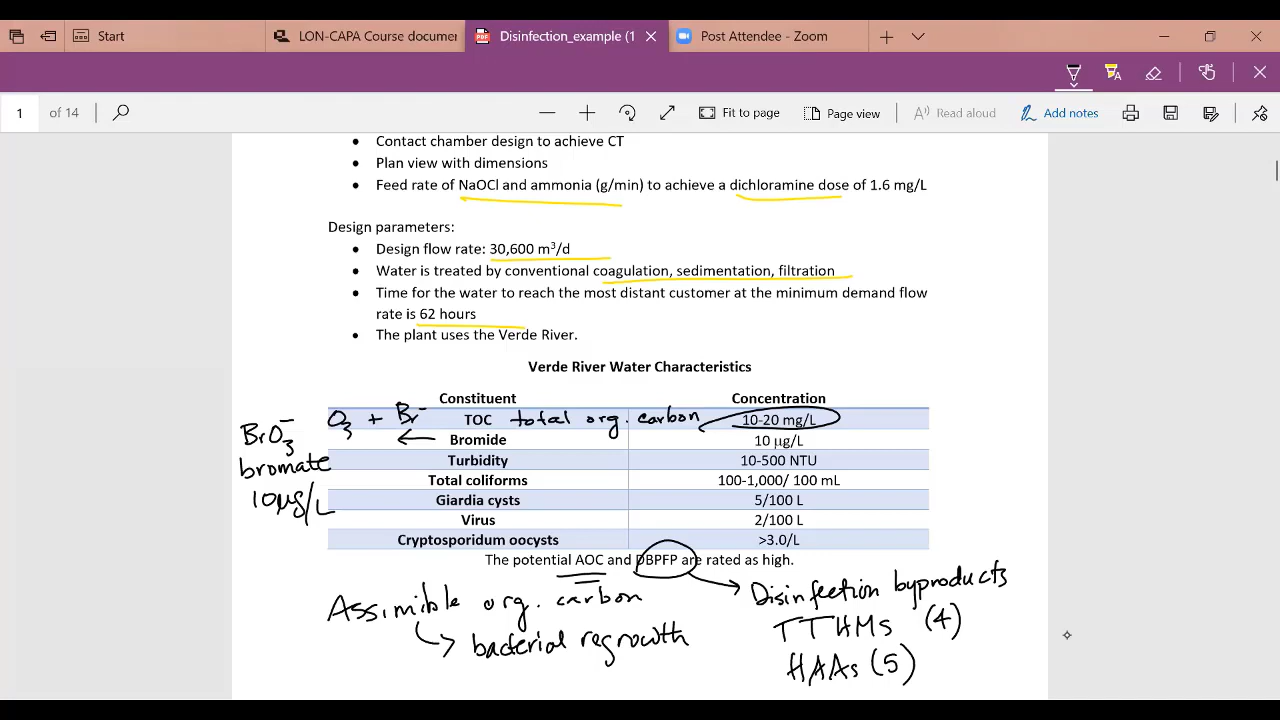 Start
LON-CAPA Course documen
Disinfection_example (1
Post Attendee - Zoom
1 of 14
Fit to page
Page view
Read aloud
Add notes
• Contact chamber design to achieve CT
• Plan view with dimensions
• Feed rate of NaOCl and ammonia (g/min) to achieve a dichloramine dose of 1.6 mg/L
Design parameters:
• Design flow rate: 30,600 m³/d
• Water is treated by conventional coagulation, sedimentation, filtration
• Time for the water to reach the most distant customer at the minimum demand flow
rate is 62 hours
• The plant uses the Verde River.
Verde River Water Characteristics
Constituent Concentration
O₃ + Br⁻ TOC total org. carbon 10-20 mg/L
BrO₃⁻ ← Bromide 10 µg/L
bromate Turbidity 10-500 NTU
Total coliforms 100-1,000/ 100 mL
10µg/L Giardia cysts 5/100 L
Virus 2/100 L
Cryptosporidium oocysts >3.0/L
The potential AOC and DBPFP are rated as high.
Assimible org. carbon
↳ bacterial regrowth
→ Disinfection byproducts
TTHMs (4)
HAAs (5)